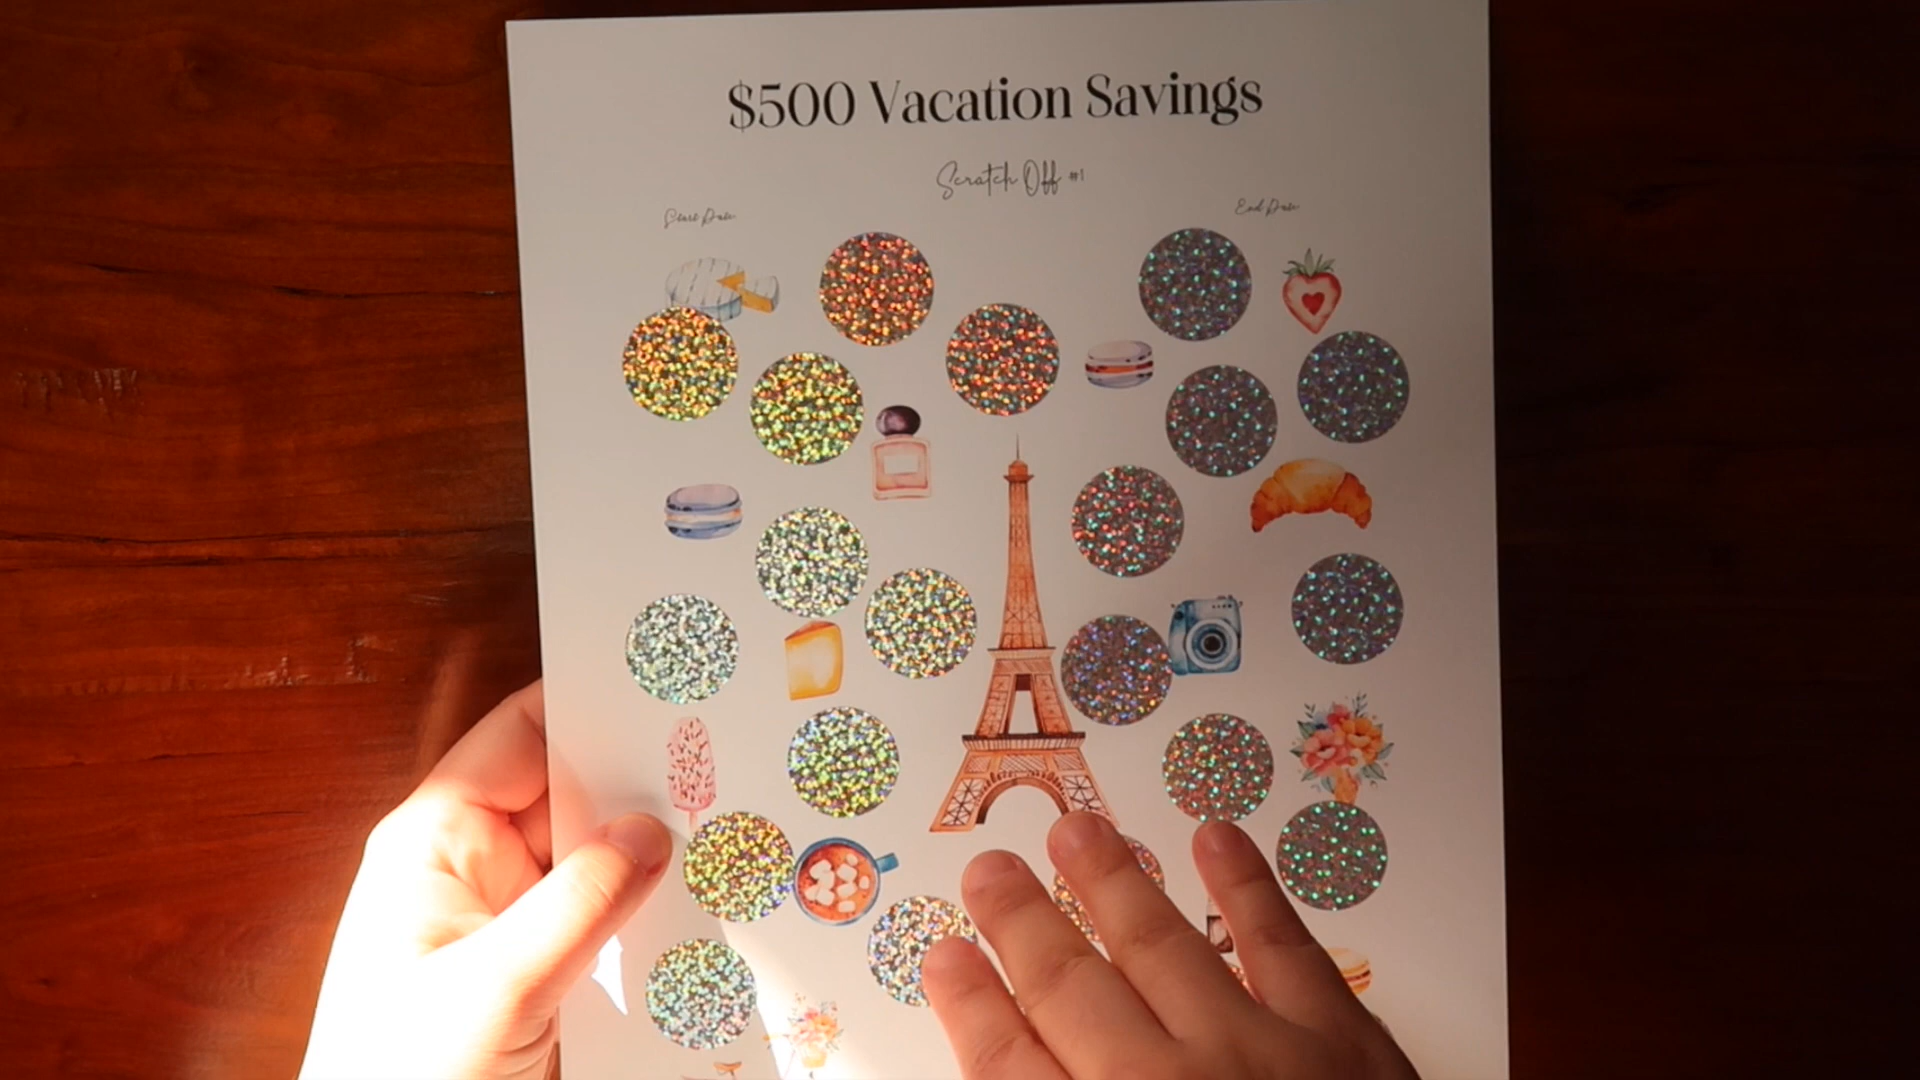 $500 Vacation Savings
Scratch Off #1
Start Date
End Date